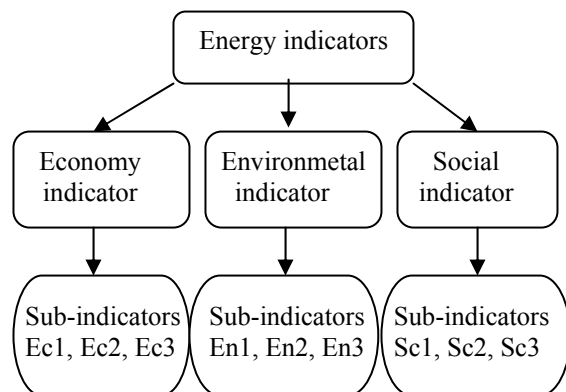 Energy indicators
Economy
indicator
Environmetal
indicator
Social
indicator
Sub-indicators
Ec1, Ec2, Ec3
Sub-indicators
En1, En2, En3
Sub-indicators
Sc1, Sc2, Sc3